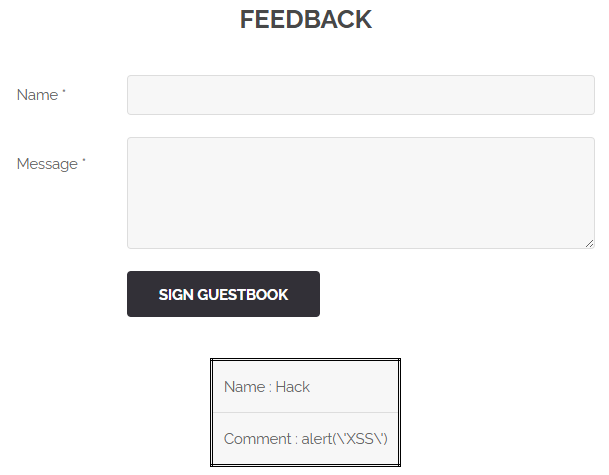 FEEDBACK
Name *
Message *
SIGN GUESTBOOK
Name : Hack
Comment : alert(\'XSS\')